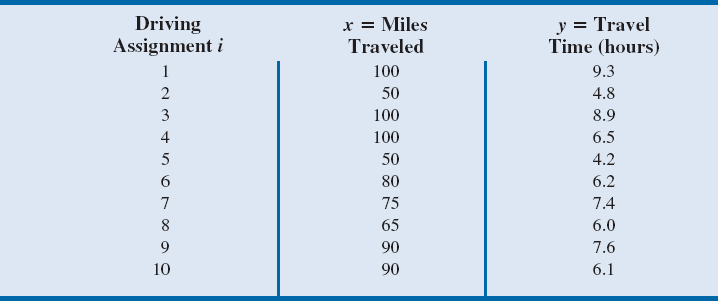 Driving x = Miles y = Travel
Assignment i Traveled Time (hours)
1 100 9.3
2 50 4.8
3 100 8.9
4 100 6.5
5 50 4.2
6 80 6.2
7 75 7.4
8 65 6.0
9 90 7.6
10 90 6.1